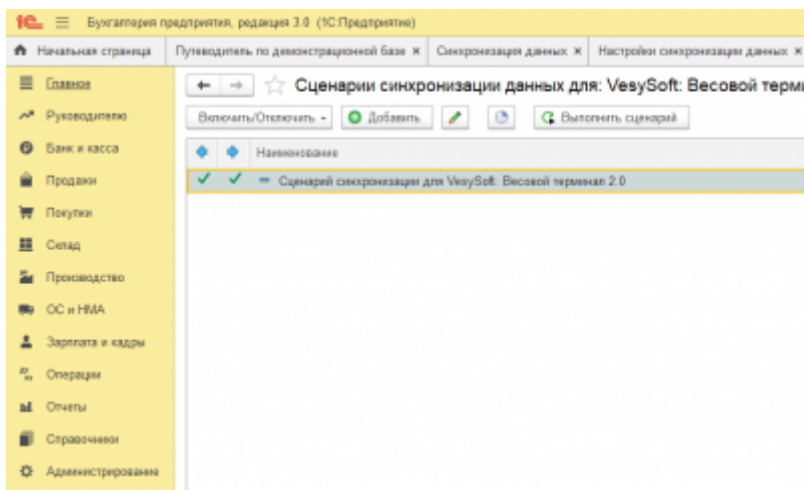 1С Бухгалтерия предприятия, редакция 3.0 (1С:Предприятие)
Начальная страница Путеводитель по демонстрационной базе × Синхронизация данных × Настройки синхронизации данных ×
Главное
Руководителю
Банк и касса
Продажи
Покупки
Склад
Производство
ОС и НМА
Зарплата и кадры
Операции
Отчеты
Справочники
Администрирование
Сценарии синхронизации данных для: VesySoft: Весовой терми
Включить/Отключить Добавить Выполнить сценарий
Наименование
Сценарий синхронизации для VesySoft: Весовой терминал 2.0